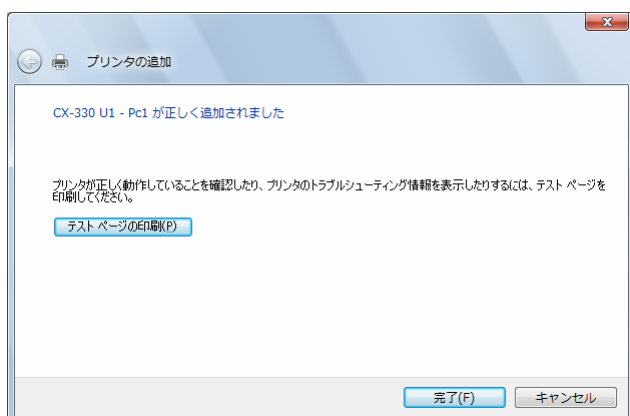 プリンタの追加
CX-330 U1 - Pc1 が正しく追加されました
プリンタが正しく動作していることを確認したり、プリンタのトラブルシューティング情報を表示したりするには、テスト ページを
印刷してください。
テスト ページの印刷(P)
完了(F) キャンセル